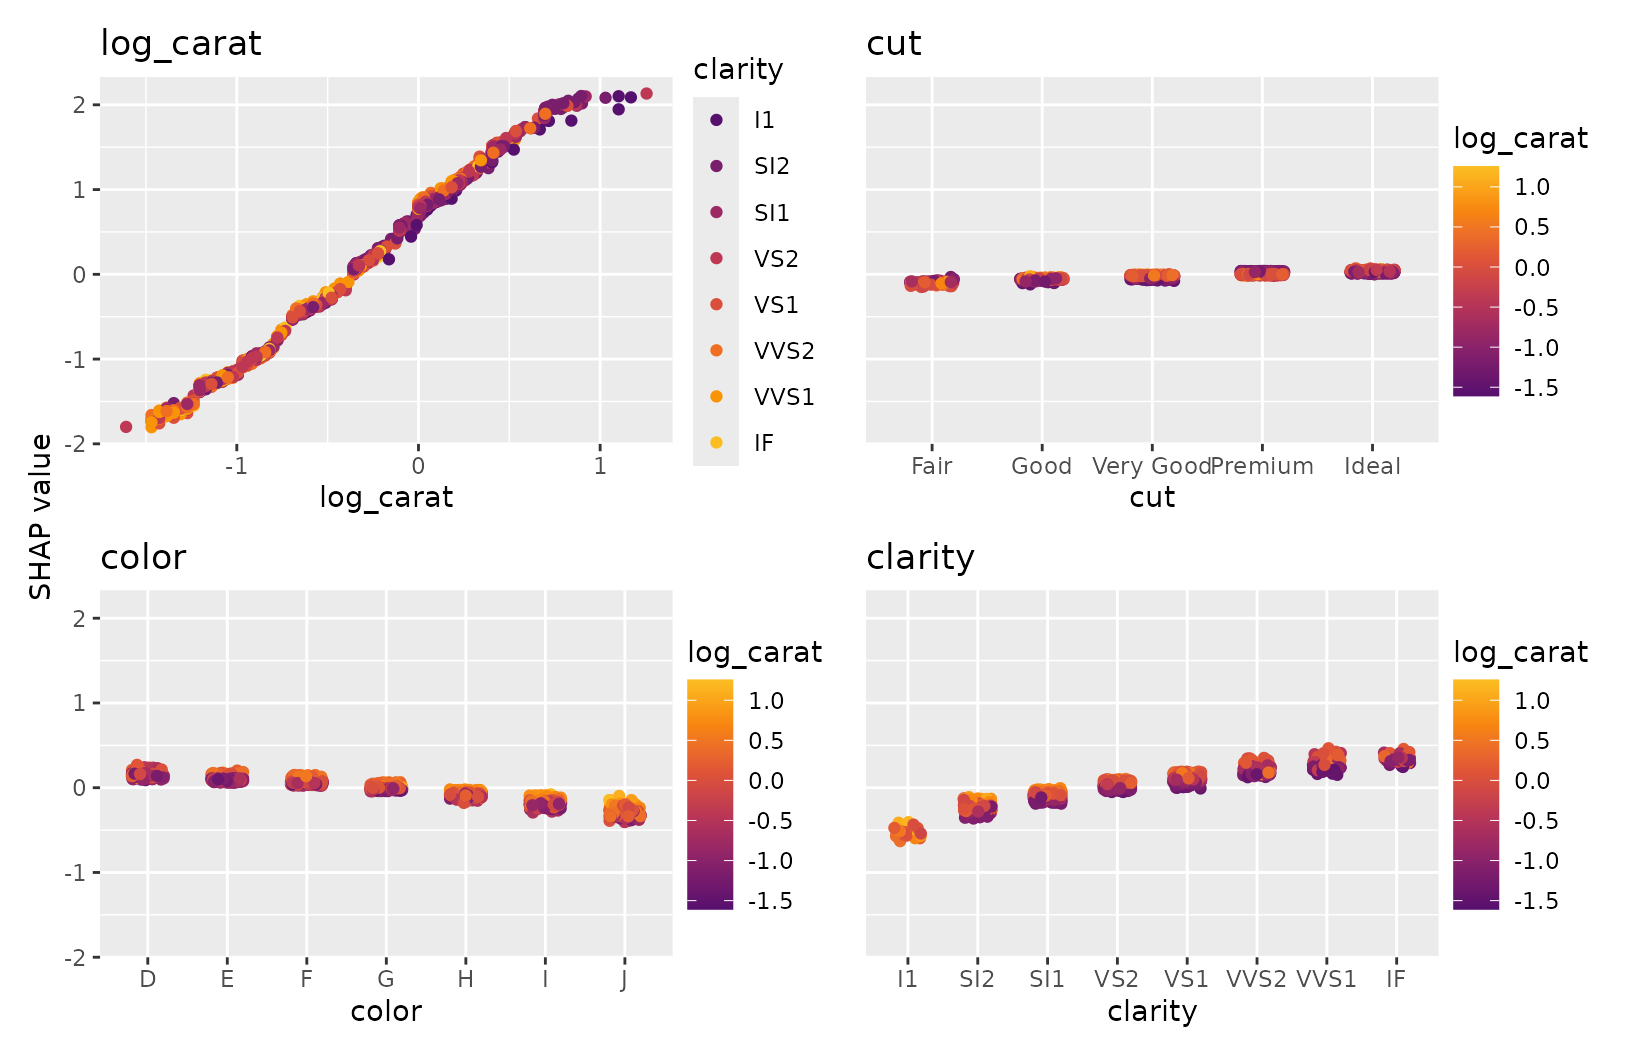 log_carat
2
1
0
-1
-2
-1 0 1
log_carat
clarity
I1
SI2
SI1
VS2
VS1
VVS2
VVS1
IF
cut
Fair Good Very Good Premium Ideal
cut
log_carat
1.0
0.5
0.0
-0.5
-1.0
-1.5
SHAP value
color
2
1
0
-1
-2
D E F G H I J
color
log_carat
1.0
0.5
0.0
-0.5
-1.0
-1.5
clarity
I1 SI2 SI1 VS2 VS1 VVS2 VVS1 IF
clarity
log_carat
1.0
0.5
0.0
-0.5
-1.0
-1.5